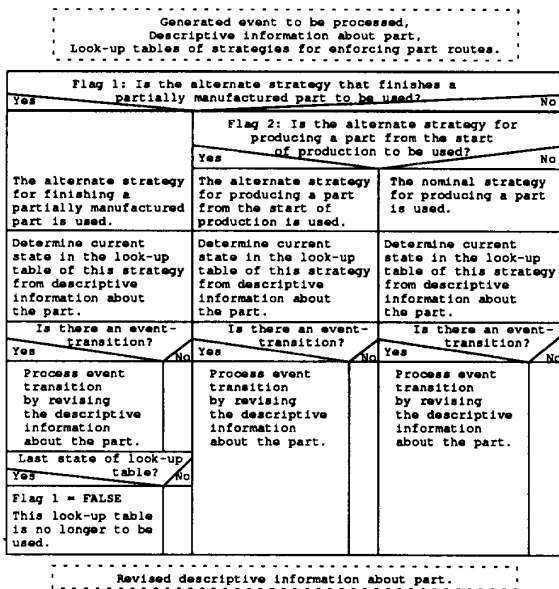 Generated event to be processed,
Descriptive information about part,
Look-up tables of strategies for enforcing part routes.
Flag 1: Is the alternate strategy that finishes a
partially manufactured part to be used?
Yes
No
Flag 2: Is the alternate strategy for
producing a part from the start
of production to be used?
Yes
No
The alternate strategy
for finishing a
partially manufactured
part is used.
The alternate strategy
for producing a part
from the start of
production is used.
The nominal strategy
for producing a part
is used.
Determine current
state in the look-up
table of this strategy
from descriptive
information about
the part.
Determine current
state in the look-up
table of this strategy
from descriptive
information about
the part.
Determine current
state in the look-up
table of this strategy
from descriptive
information about
the part.
Is there an event-
transition?
Yes
No
Is there an event-
transition?
Yes
No
Is there an event-
transition?
Yes
No
Process event
transition
by revising
the descriptive
information
about the part.
Process event
transition
by revising
the descriptive
information
about the part.
Process event
transition
by revising
the descriptive
information
about the part.
Last state of look-up
table?
Yes
No
Flag 1 = FALSE
This look-up table
is no longer to be
used.
Revised descriptive information about part.